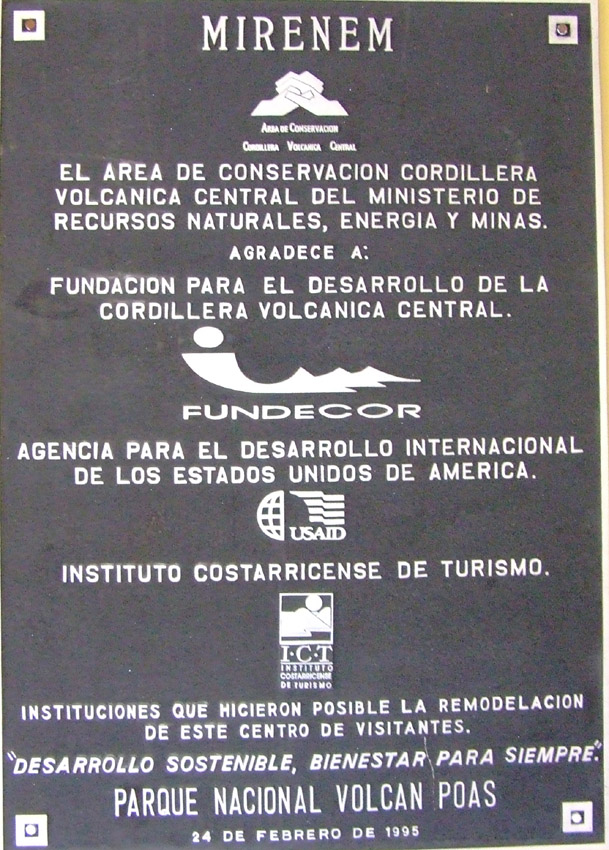 MIRENEM
AREA DE CONSERVACION
CORDILLERA VOLCANICA CENTRAL
EL AREA DE CONSERVACION CORDILLERA
VOLCANICA CENTRAL DEL MINISTERIO DE
RECURSOS NATURALES, ENERGIA Y MINAS.
AGRADECE A:
FUNDACION PARA EL DESARROLLO DE LA
CORDILLERA VOLCANICA CENTRAL.
FUNDECOR
AGENCIA PARA EL DESARROLLO INTERNACIONAL
DE LOS ESTADOS UNIDOS DE AMERICA.
USAID
INSTITUTO COSTARRICENSE DE TURISMO.
I·C·T
INSTITUTO
COSTARRICENSE
DE TURISMO
INSTITUCIONES QUE HICIERON POSIBLE LA REMODELACION
DE ESTE CENTRO DE VISITANTES.
"DESARROLLO SOSTENIBLE, BIENESTAR PARA SIEMPRE".
PARQUE NACIONAL VOLCAN POAS
24 DE FEBRERO DE 1995